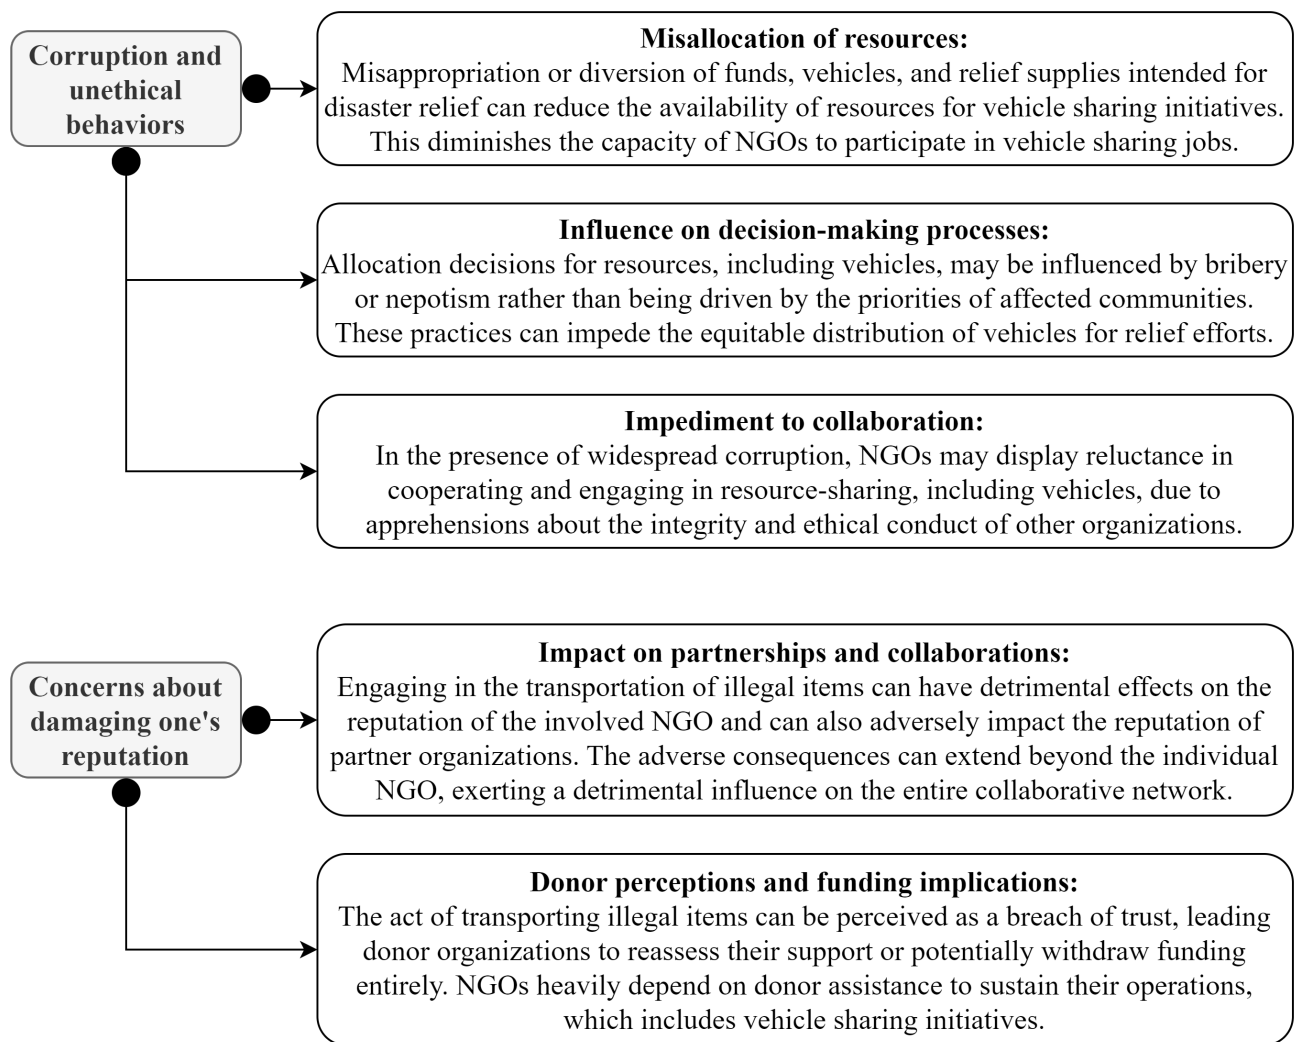 Corruption and
unethical
behaviors
Misallocation of resources:
Misappropriation or diversion of funds, vehicles, and relief supplies intended for
disaster relief can reduce the availability of resources for vehicle sharing initiatives.
This diminishes the capacity of NGOs to participate in vehicle sharing jobs.
Influence on decision-making processes:
Allocation decisions for resources, including vehicles, may be influenced by bribery
or nepotism rather than being driven by the priorities of affected communities.
These practices can impede the equitable distribution of vehicles for relief efforts.
Impediment to collaboration:
In the presence of widespread corruption, NGOs may display reluctance in
cooperating and engaging in resource-sharing, including vehicles, due to
apprehensions about the integrity and ethical conduct of other organizations.
Concerns about
damaging one's
reputation
Impact on partnerships and collaborations:
Engaging in the transportation of illegal items can have detrimental effects on the
reputation of the involved NGO and can also adversely impact the reputation of
partner organizations. The adverse consequences can extend beyond the individual
NGO, exerting a detrimental influence on the entire collaborative network.
Donor perceptions and funding implications:
The act of transporting illegal items can be perceived as a breach of trust, leading
donor organizations to reassess their support or potentially withdraw funding
entirely. NGOs heavily depend on donor assistance to sustain their operations,
which includes vehicle sharing initiatives.